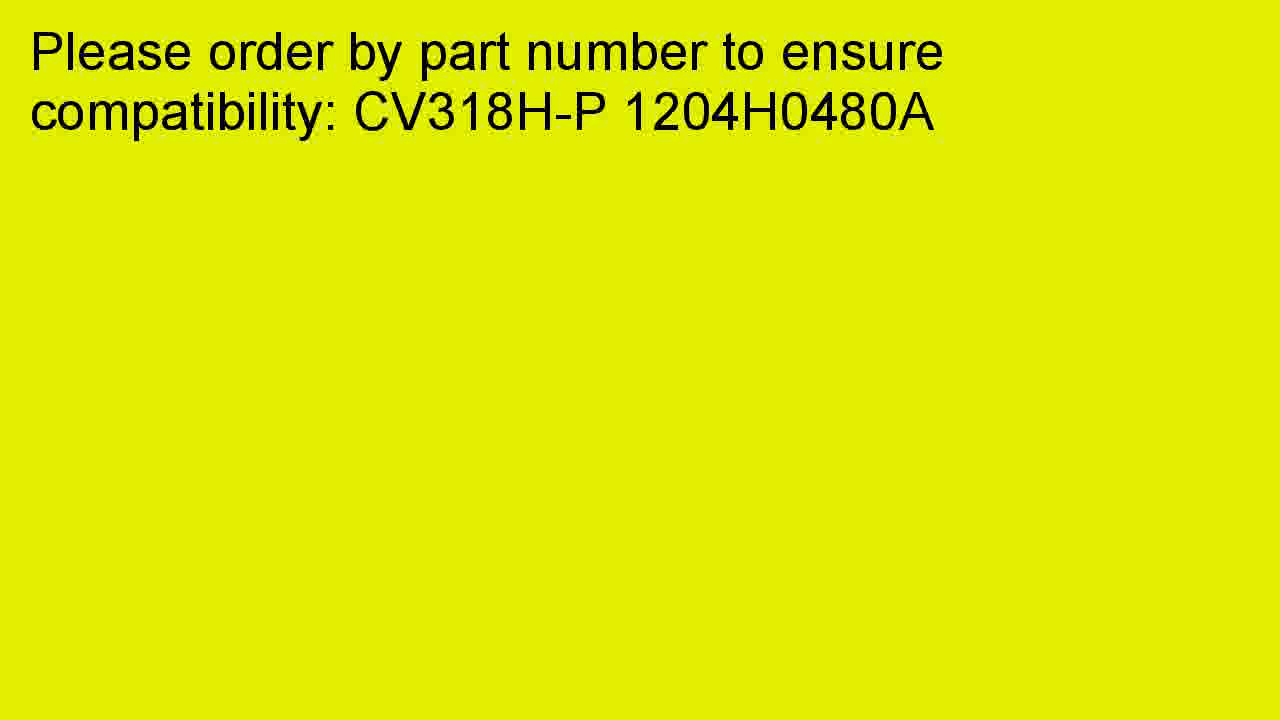 Please order by part number to ensure
compatibility: CV318H-P 1204H0480A